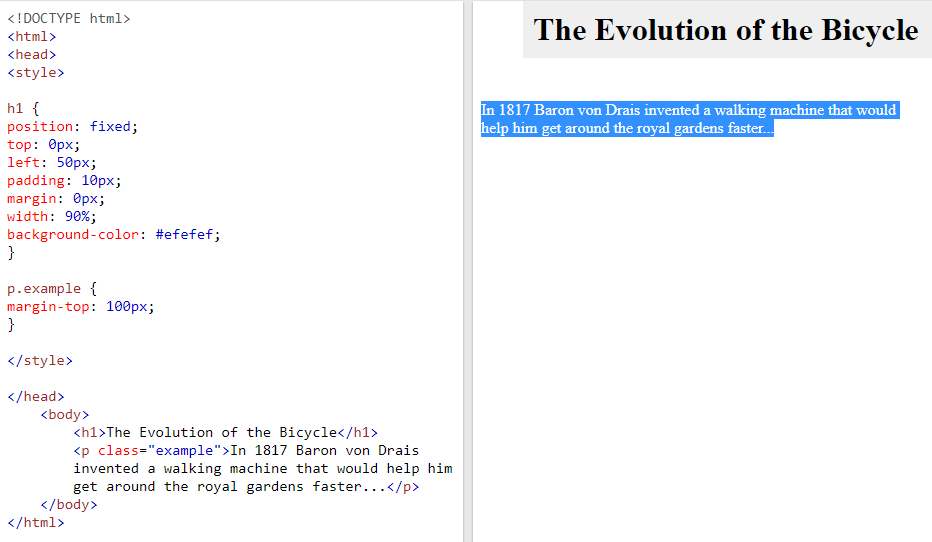 <!DOCTYPE html>
<html>
<head>
<style>
h1 {
position: fixed;
top: 0px;
left: 50px;
padding: 10px;
margin: 0px;
width: 90%;
background-color: #efefef;
}
p.example {
margin-top: 100px;
}
</style>
</head>
<body>
<h1>The Evolution of the Bicycle</h1>
<p class="example">In 1817 Baron von Drais
invented a walking machine that would help him
get around the royal gardens faster...</p>
</body>
</html>
The Evolution of the Bicycle
In 1817 Baron von Drais invented a walking machine that would
help him get around the royal gardens faster...